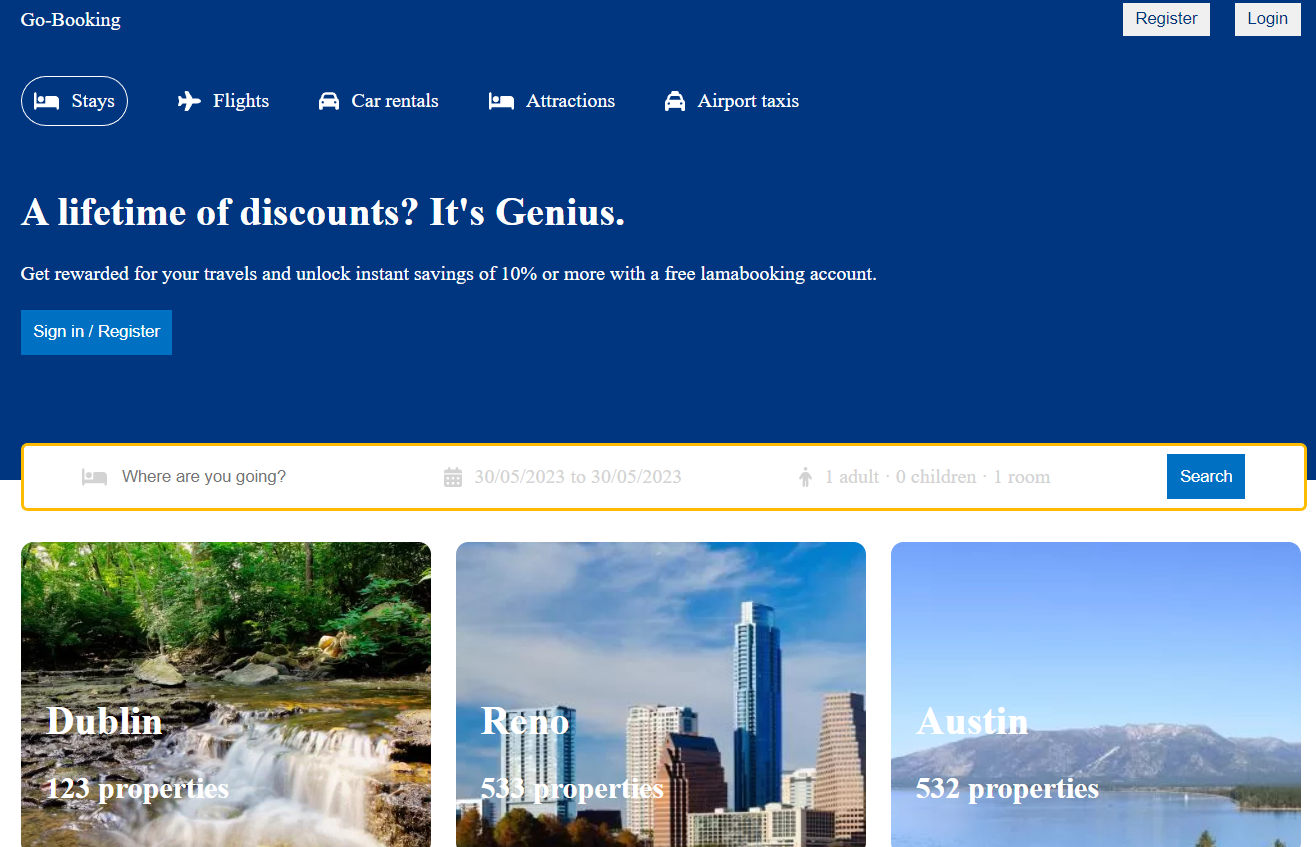 Go-Booking
Register
Login
Stays
Flights
Car rentals
Attractions
Airport taxis
A lifetime of discounts? It's Genius.
Get rewarded for your travels and unlock instant savings of 10% or more with a free lamabooking account.
Sign in / Register
Where are you going?
30/05/2023 to 30/05/2023
1 adult · 0 children · 1 room
Search
Dublin
123 properties
Reno
533 properties
Austin
532 properties